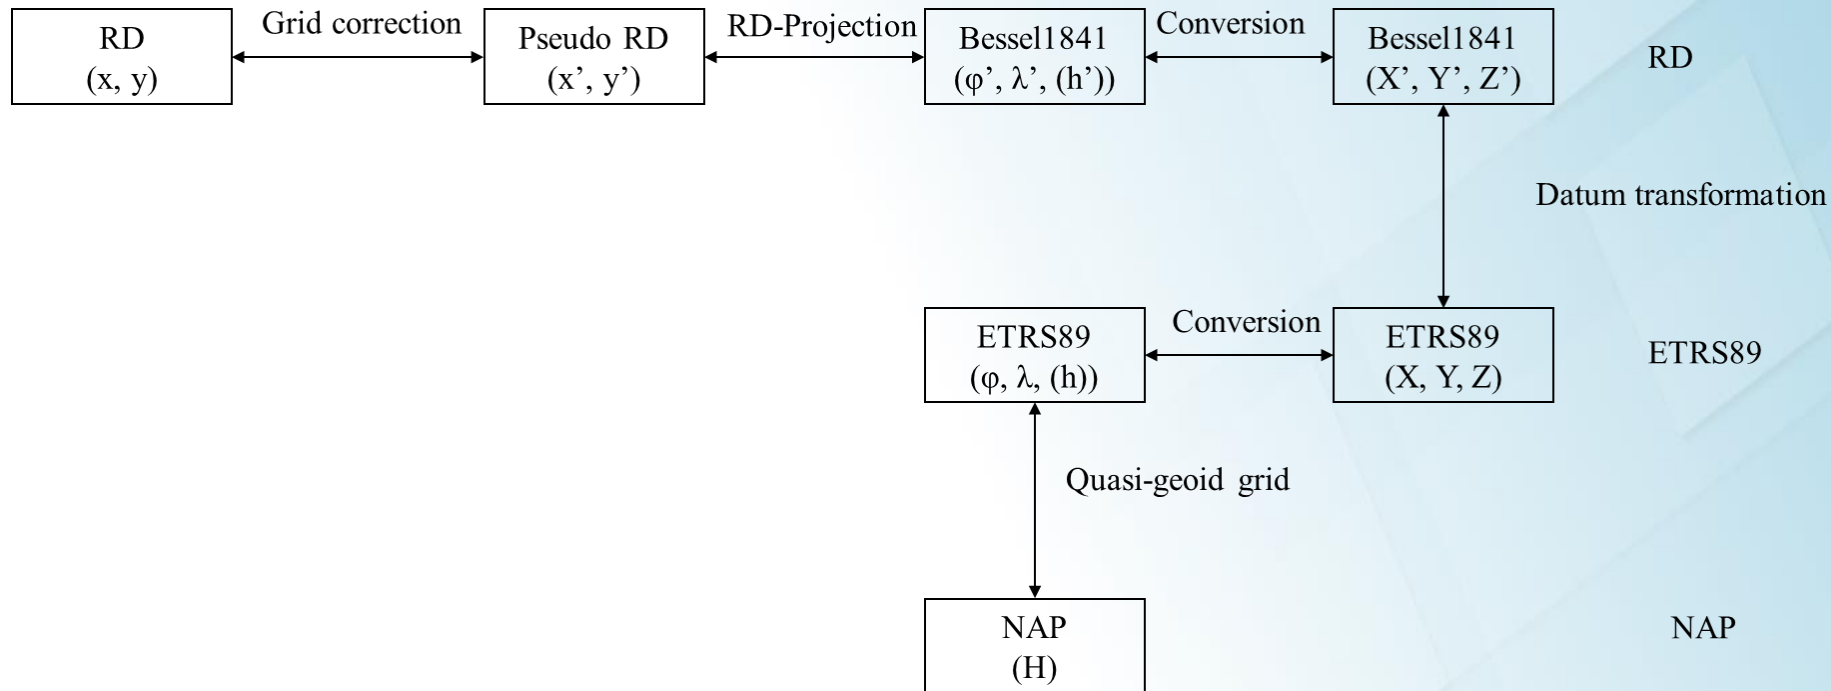 RD
(x, y)
Grid correction
Pseudo RD
(x’, y’)
RD-Projection
Bessel1841
(φ’, λ’, (h’))
Conversion
Bessel1841
(X’, Y’, Z’)
RD
Datum transformation
ETRS89
(φ, λ, (h))
Conversion
ETRS89
(X, Y, Z)
ETRS89
Quasi-geoid grid
NAP
(H)
NAP